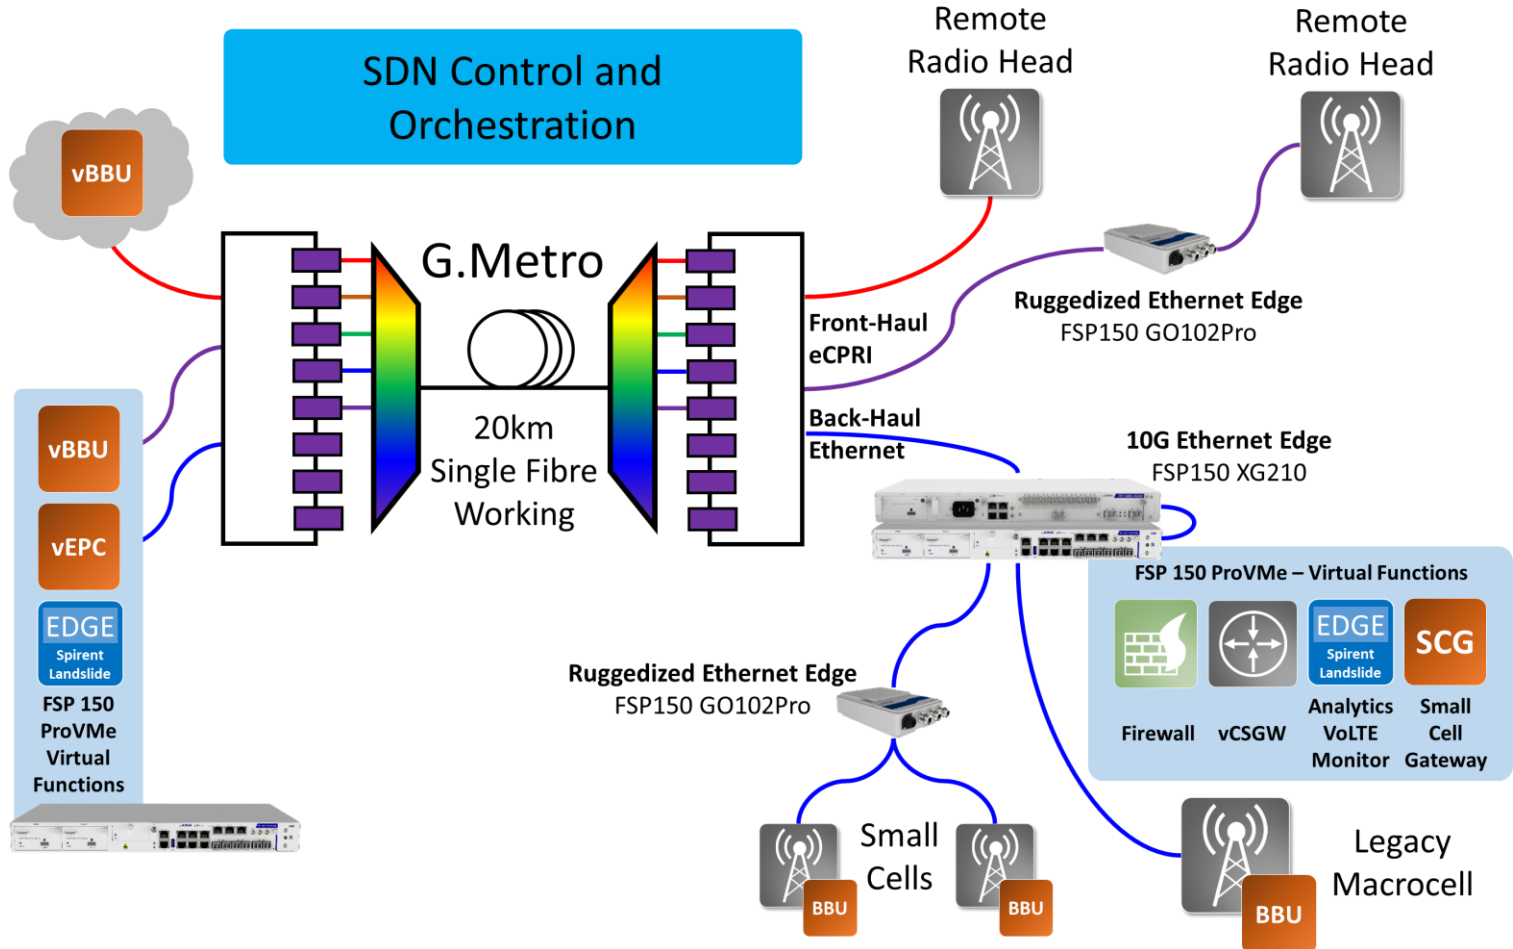 SDN Control and
Orchestration
Remote
Radio Head
Remote
Radio Head
vBBU
G.Metro
20km
Single Fibre
Working
Front-Haul
eCPRI
Back-Haul
Ethernet
Ruggedized Ethernet Edge
FSP150 GO102Pro
10G Ethernet Edge
FSP150 XG210
vBBU
vEPC
EDGE
Spirent
Landslide
FSP 150
ProVMe
Virtual
Functions
FSP 150 ProVMe – Virtual Functions
EDGE
Spirent
Landslide
SCG
Firewall
vCSGW
Analytics
VoLTE
Monitor
Small
Cell
Gateway
Ruggedized Ethernet Edge
FSP150 GO102Pro
Small
Cells
BBU
BBU
Legacy
Macrocell
BBU